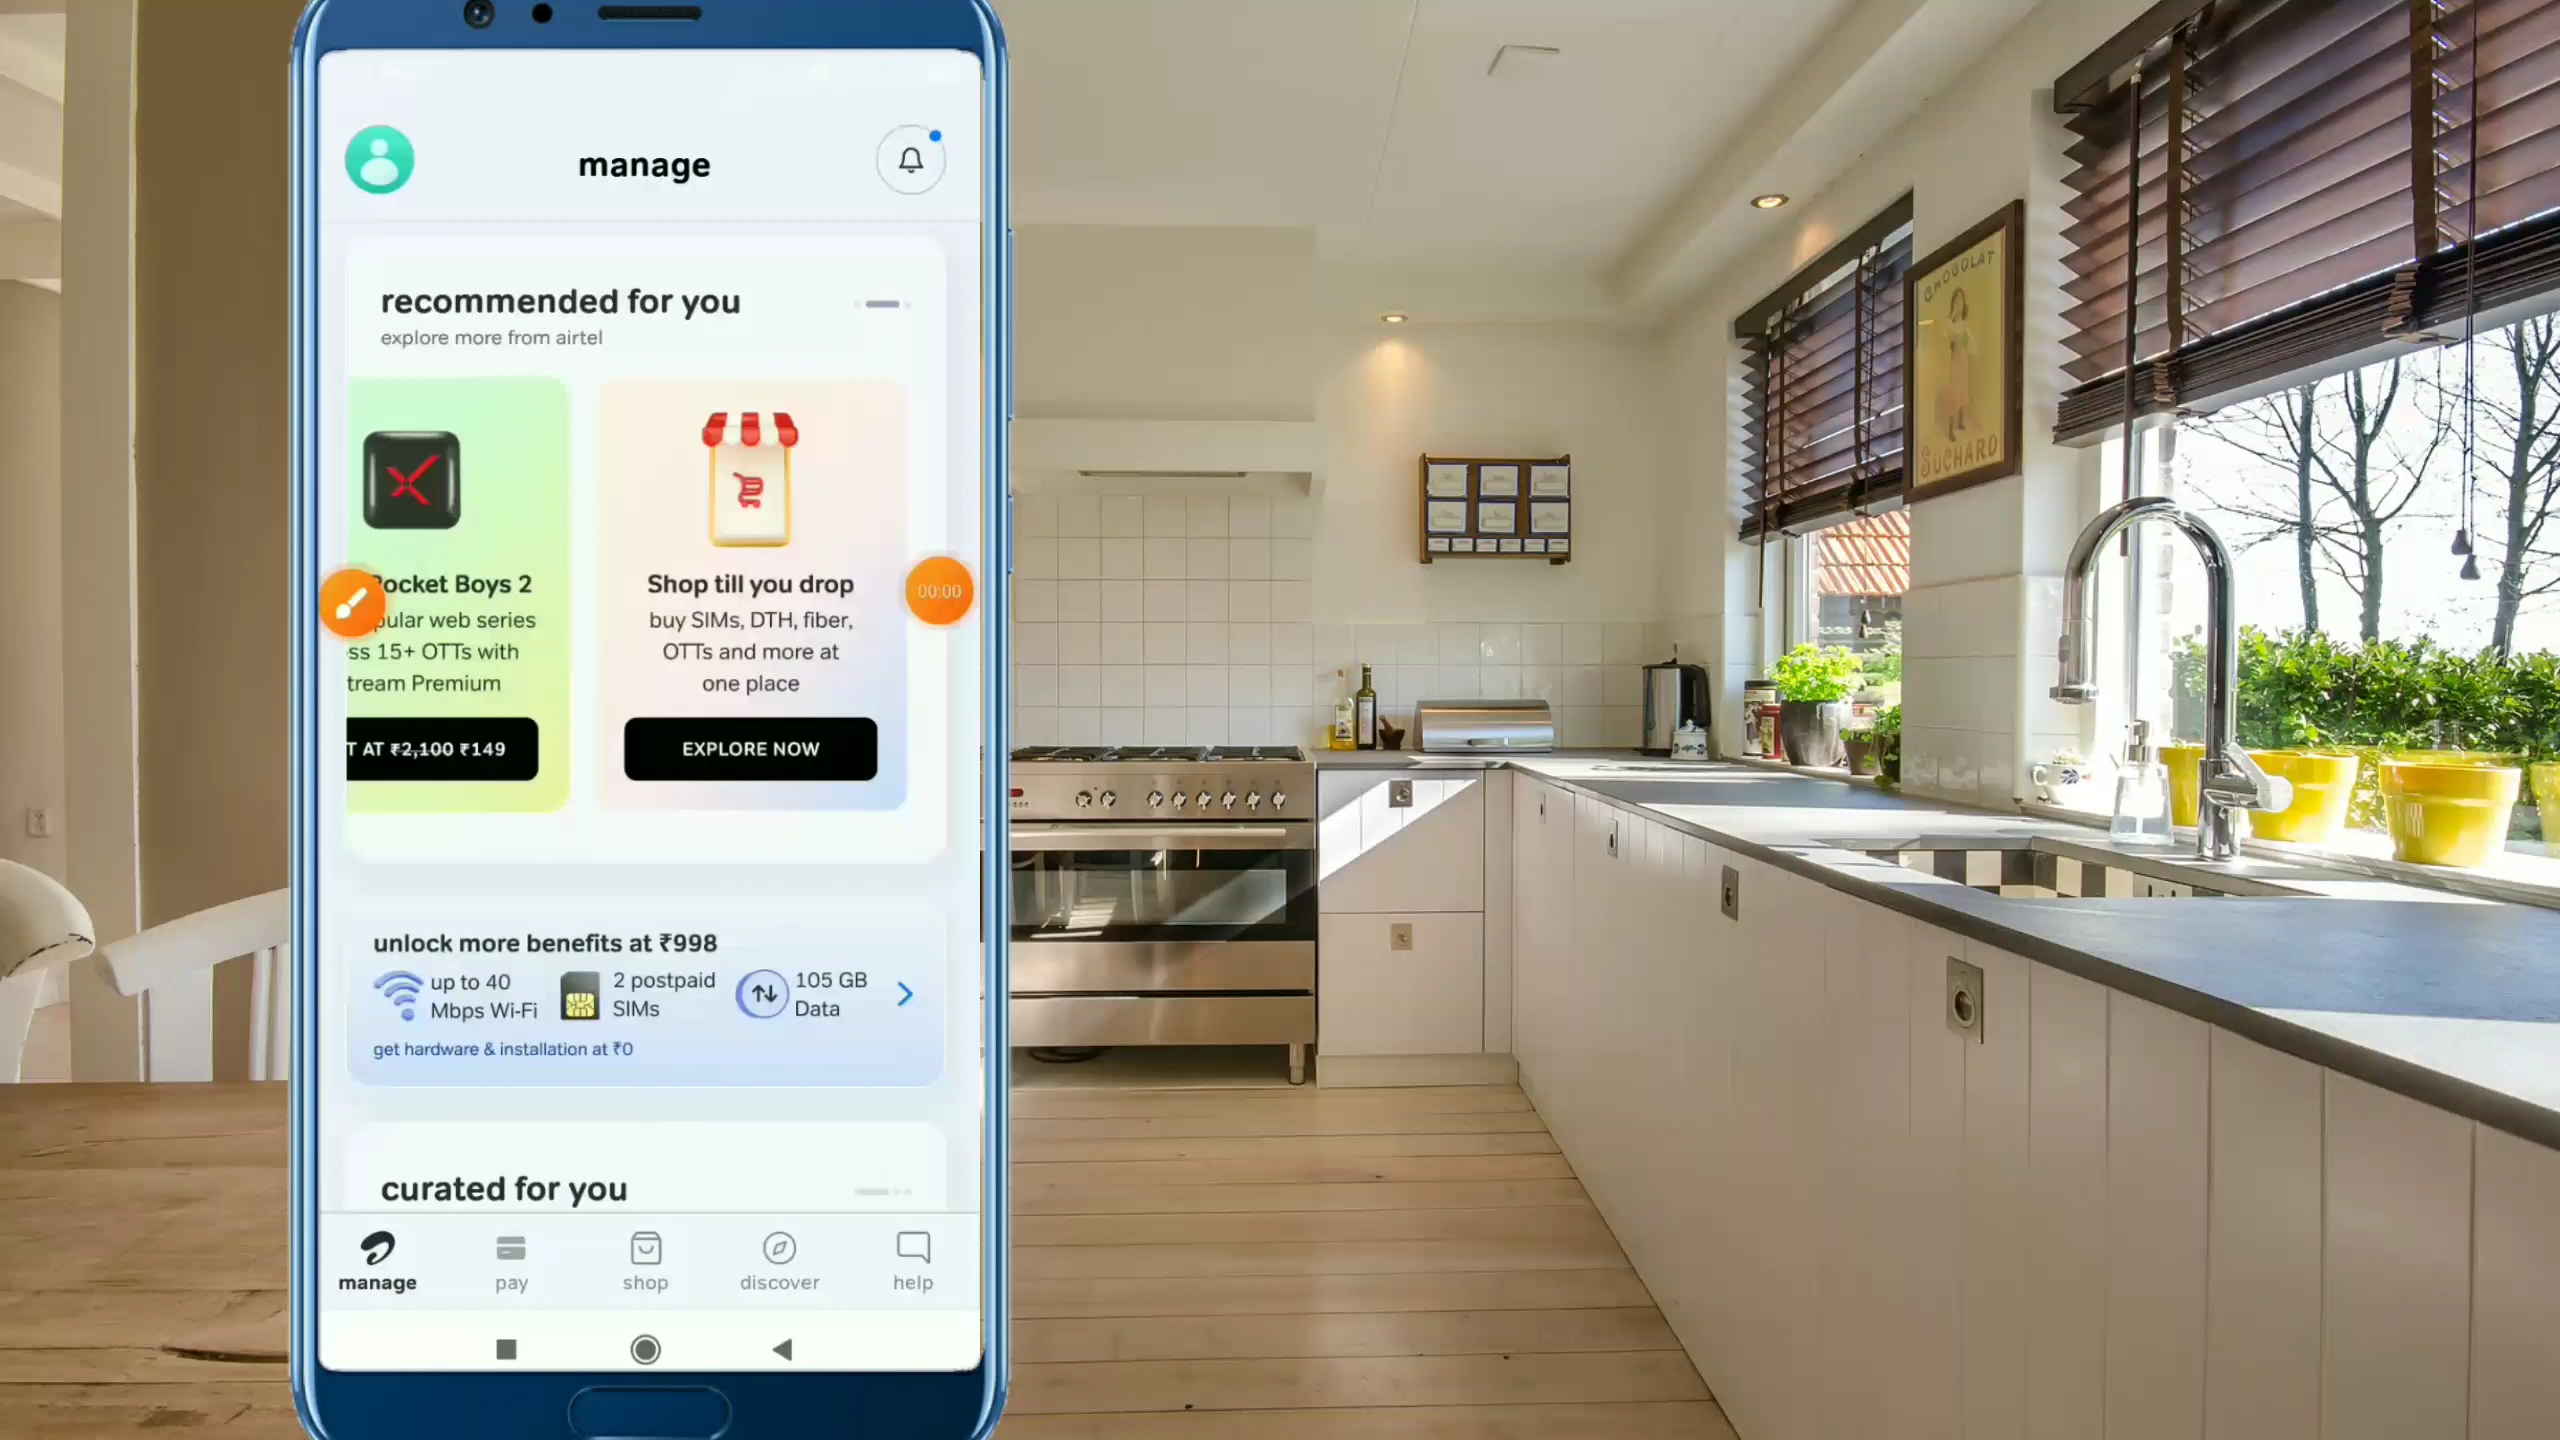 manage
recommended for you
explore more from airtel
ocket Boys 2
pular web series
ss 15+ OTTs with
tream Premium
T AT ₹2,100 ₹149
Shop till you drop
buy SIMs, DTH, fiber,
OTTs and more at
one place
EXPLORE NOW
00:00
unlock more benefits at ₹998
up to 40
Mbps Wi-Fi
2 postpaid
SIMs
105 GB
Data
get hardware & installation at ₹0
curated for you
manage
pay
shop
discover
help
CHOCOLAT
SUCHARD